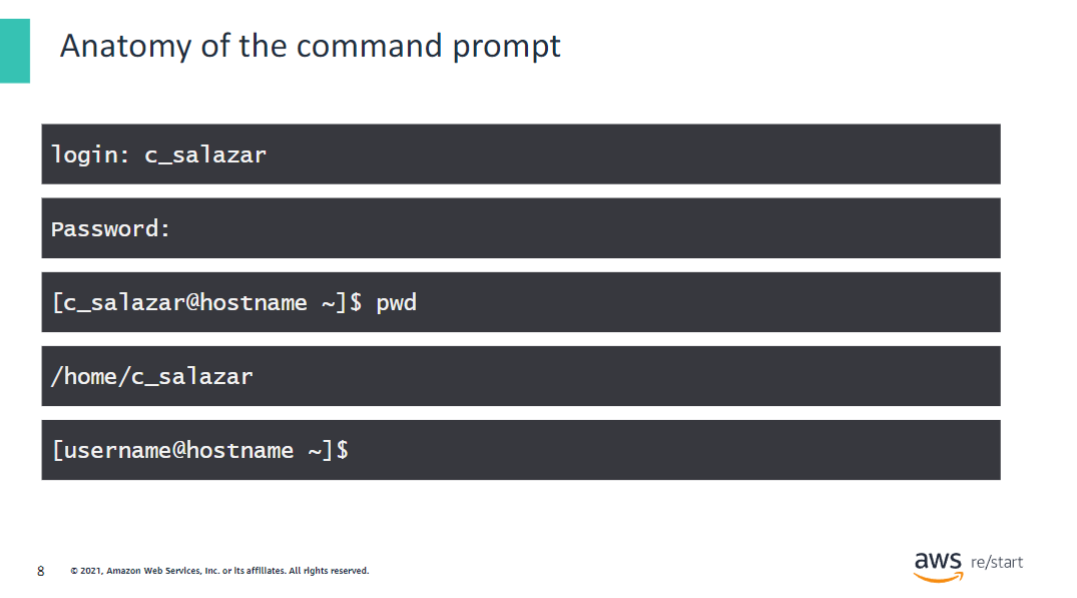 Anatomy of the command prompt
login: c_salazar
Password:
[c_salazar@hostname ~]$ pwd
/home/c_salazar
[username@hostname ~]$
8
© 2021, Amazon Web Services, Inc. or its affiliates. All rights reserved.
aws re/start